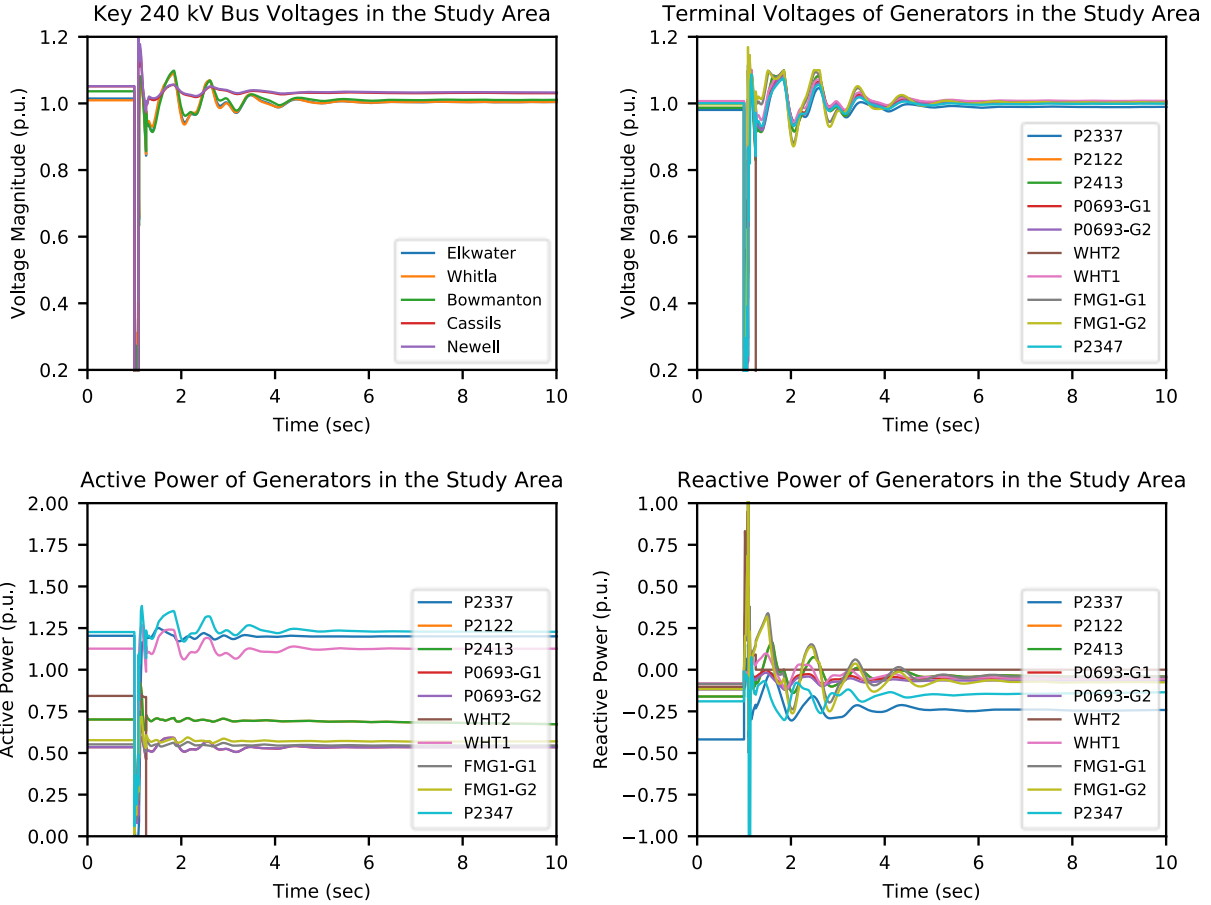 Key 240 kV Bus Voltages in the Study Area
Voltage Magnitude (p.u.)
1.2
1.0
0.8
0.6
0.4
0.2
Elkwater
Whitla
Bowmanton
Cassils
Newell
0 2 4 6 8 10
Time (sec)
Terminal Voltages of Generators in the Study Area
Voltage Magnitude (p.u.)
1.2
1.0
0.8
0.6
0.4
0.2
P2337
P2122
P2413
P0693-G1
P0693-G2
WHT2
WHT1
FMG1-G1
FMG1-G2
P2347
0 2 4 6 8 10
Time (sec)
Active Power of Generators in the Study Area
Active Power (p.u.)
2.00
1.75
1.50
1.25
1.00
0.75
0.50
0.25
0.00
P2337
P2122
P2413
P0693-G1
P0693-G2
WHT2
WHT1
FMG1-G1
FMG1-G2
P2347
0 2 4 6 8 10
Time (sec)
Reactive Power of Generators in the Study Area
Reactive Power (p.u.)
1.00
0.75
0.50
0.25
0.00
−0.25
−0.50
−0.75
−1.00
P2337
P2122
P2413
P0693-G1
P0693-G2
WHT2
WHT1
FMG1-G1
FMG1-G2
P2347
0 2 4 6 8 10
Time (sec)